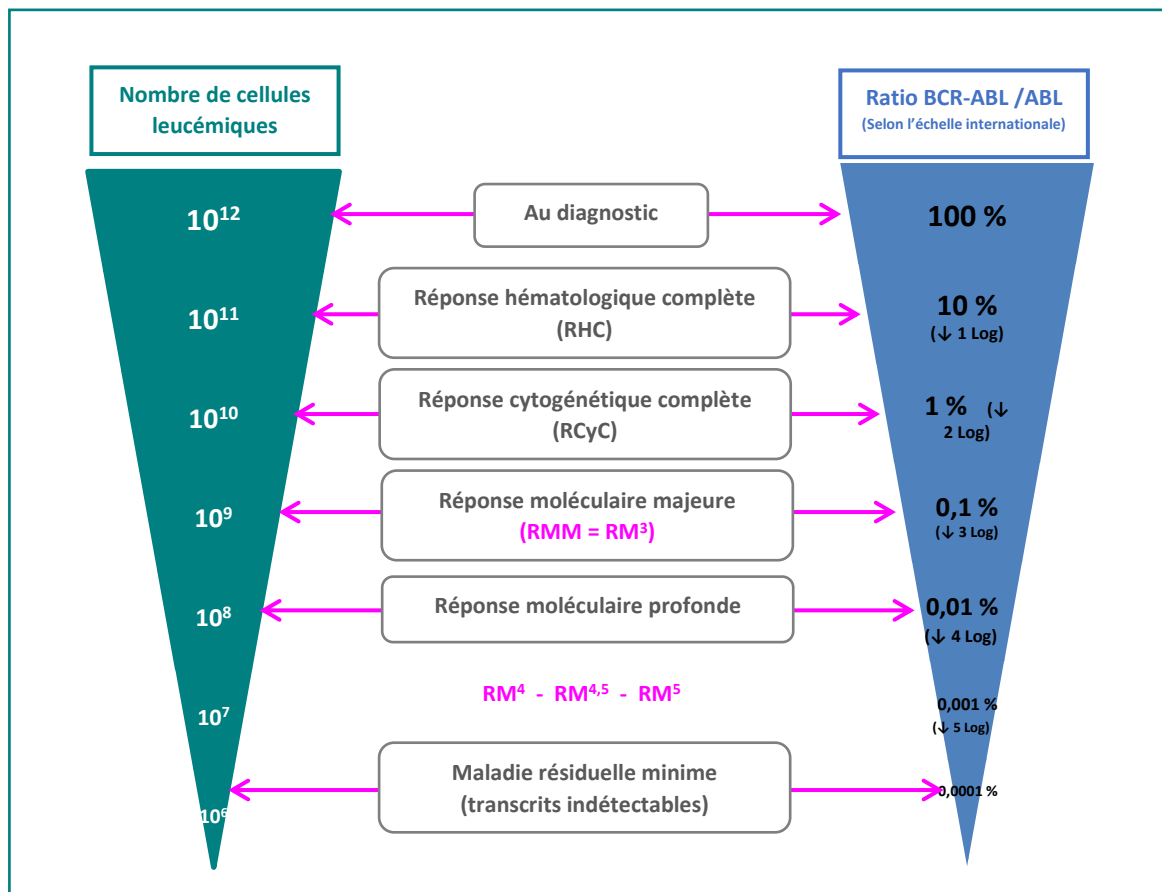 Nombre de cellules
leucémiques
Ratio BCR-ABL /ABL
(Selon l’échelle internationale)
10¹²
Au diagnostic
100 %
10¹¹
Réponse hématologique complète
(RHC)
10 %
(↓ 1 Log)
10¹⁰
Réponse cytogénétique complète
(RCyC)
1 % (↓
2 Log)
10⁹
Réponse moléculaire majeure
(RMM = RM³)
0,1 %
(↓ 3 Log)
10⁸
Réponse moléculaire profonde
0,01 %
(↓ 4 Log)
RM⁴ - RM⁴,⁵ - RM⁵
10⁷
0,001 %
(↓ 5 Log)
Maladie résiduelle minime
(transcrits indétectables)
10⁶
0,0001 %